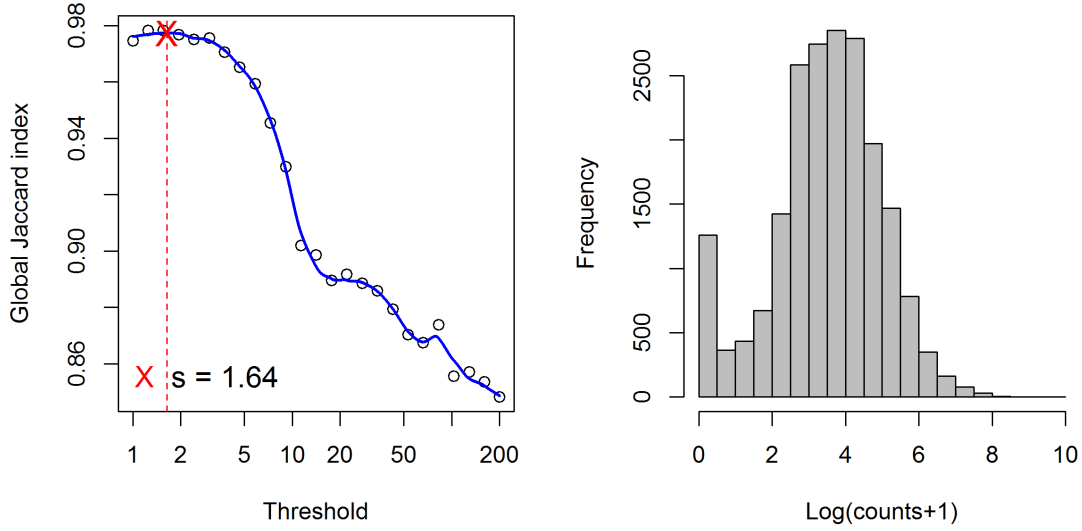 Global Jaccard index
0.98
0.94
0.90
0.86
X s = 1.64
1 2 5 10 20 50 200
Threshold
Frequency
2500
1500
500
0
0 2 4 6 8 10
Log(counts+1)